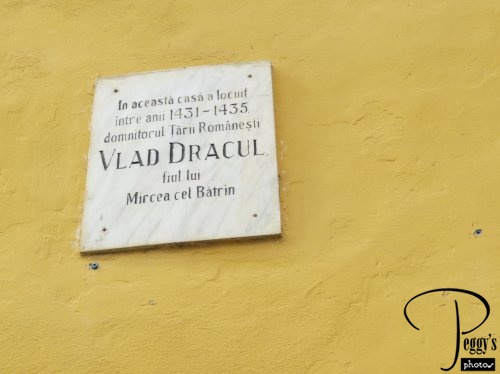 În această casă a locuit
între anii 1431-1435,
domnitorul Țării Românești
VLAD DRACUL,
fiul lui
Mircea cel Bătrîn
Peggy's
photos